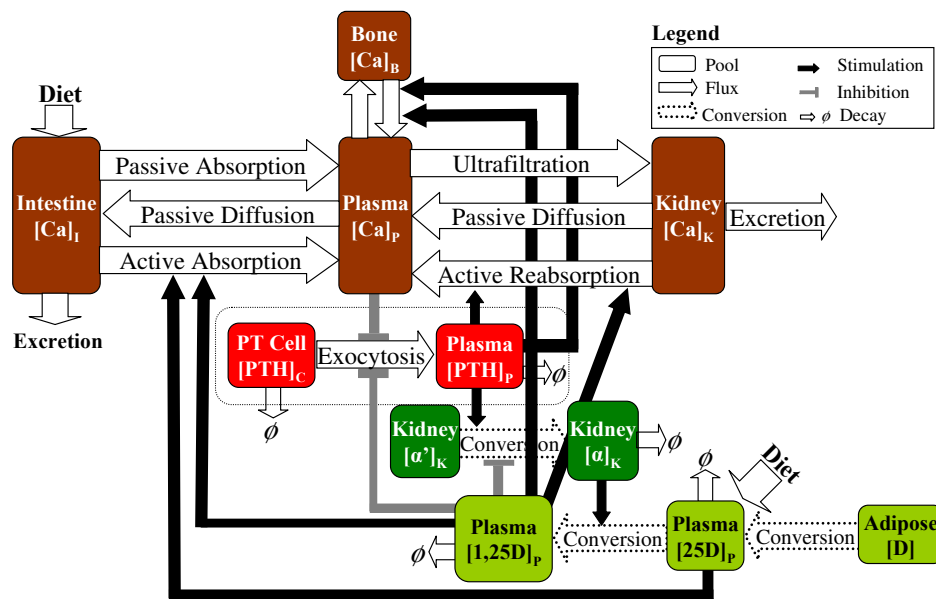 Bone
[Ca]B
Legend
Pool
Flux
Conversion
Stimulation
Inhibition
ϕ Decay
Diet
Intestine
[Ca]I
Passive Absorption
Passive Diffusion
Active Absorption
Plasma
[Ca]P
Ultrafiltration
Passive Diffusion
Active Reabsorption
Kidney
[Ca]K
Excretion
Excretion
PT Cell
[PTH]C
Exocytosis
Plasma
[PTH]P
ϕ
ϕ
Kidney
[α’]K
Conversion
Kidney
[α]K
ϕ
Diet
ϕ
Plasma
[1,25D]P
ϕ
Conversion
Plasma
[25D]P
Conversion
Adipose
[D]